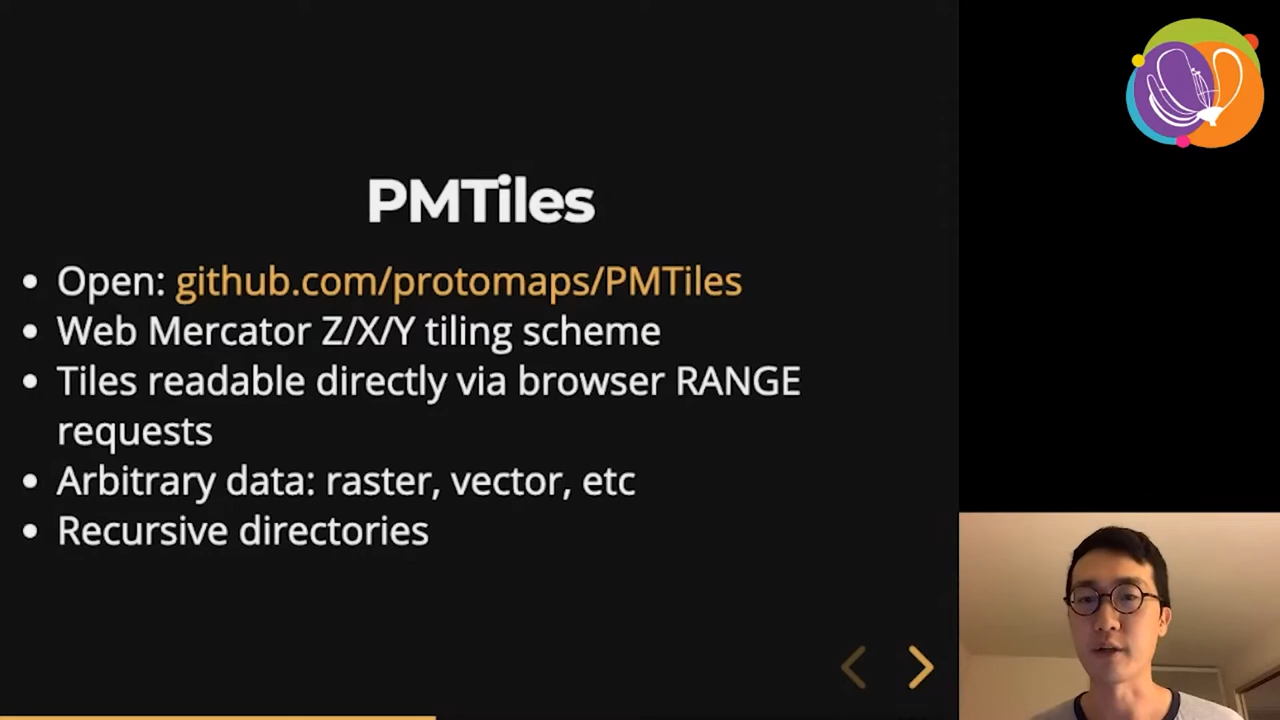 PMTiles
Open: github.com/protomaps/PMTiles
Web Mercator Z/X/Y tiling scheme
Tiles readable directly via browser RANGE
requests
Arbitrary data: raster, vector, etc
Recursive directories